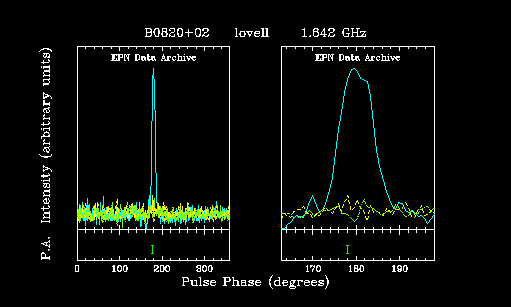 B0820+02 lovell 1.642 GHz
EPN Data Archive EPN Data Archive
P.A. Intensity (arbitrary units)
0 100 200 300 170 180 190
Pulse Phase (degrees)